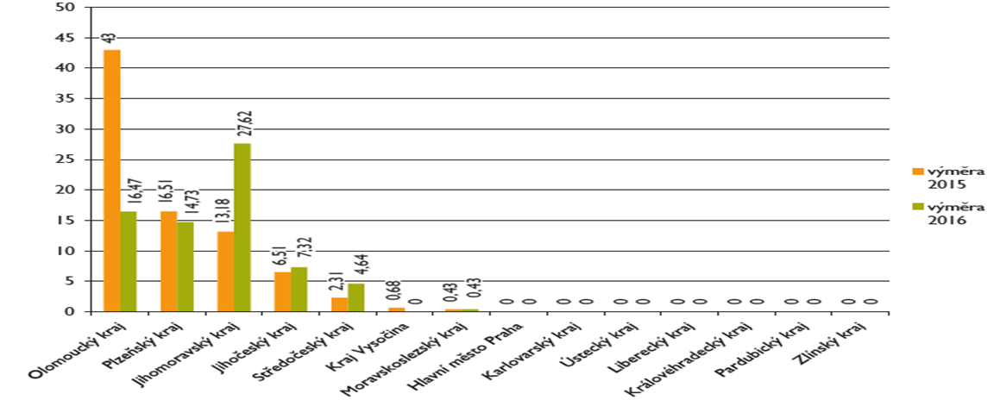 50
45
40
35
30
25
20
15
10
5
0
43
16,47
16,51
14,73
13,18
27,62
6,51
7,32
2,31
4,64
0,68
0
0,43
0,43
0
0
0
0
0
0
0
0
0
0
0
0
0
0
Olomoucký kraj
Plzeňský kraj
Jihomoravský kraj
Jihočeský kraj
Středočeský kraj
Kraj Vysočina
Moravskoslezský kraj
Hlavní město Praha
Karlovarský kraj
Ústecký kraj
Liberecký kraj
Královéhradecký kraj
Pardubický kraj
Zlínský kraj
výměra
2015
výměra
2016